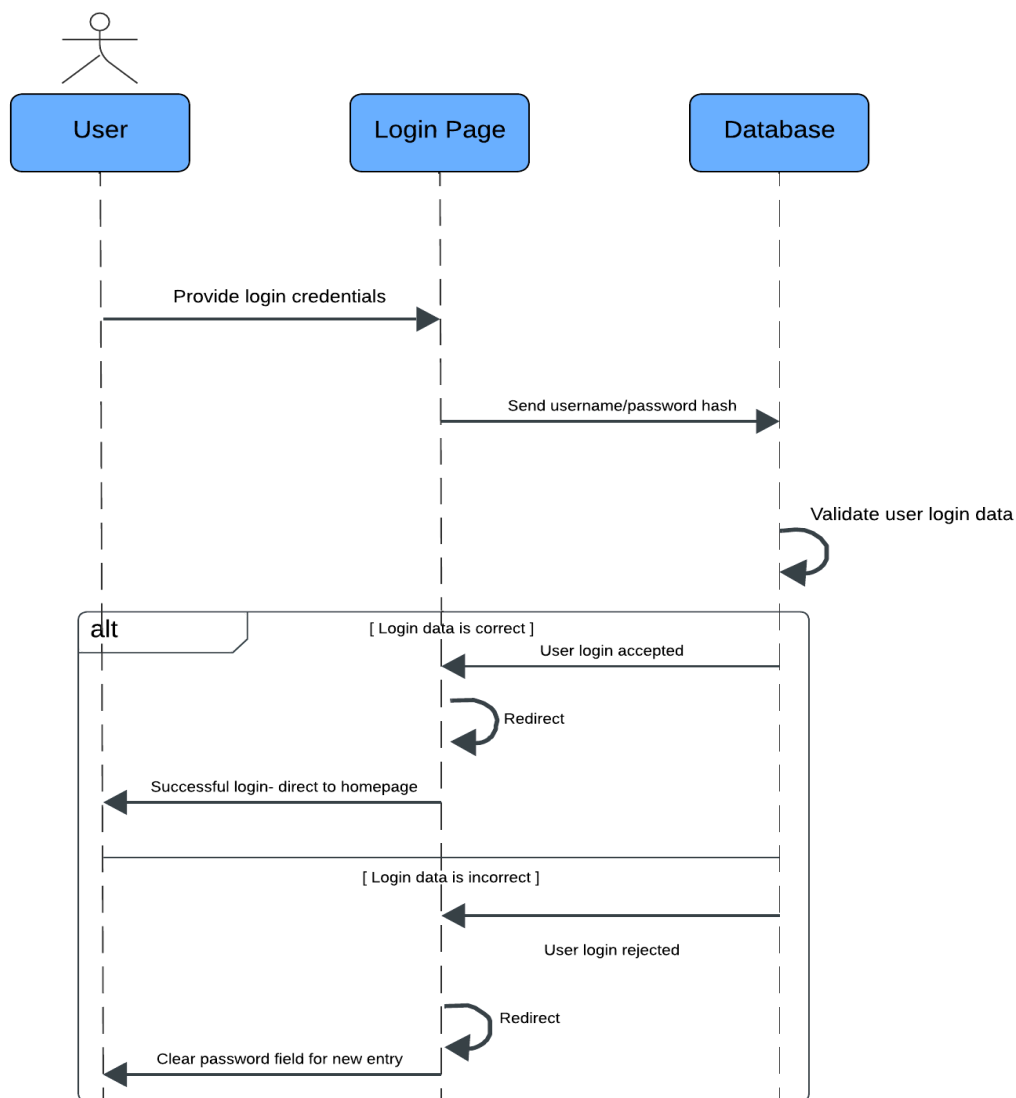 User
Login Page
Database
Provide login credentials
Send username/password hash
Validate user login data
alt
[ Login data is correct ]
User login accepted
Redirect
Successful login- direct to homepage
[ Login data is incorrect ]
User login rejected
Redirect
Clear password field for new entry